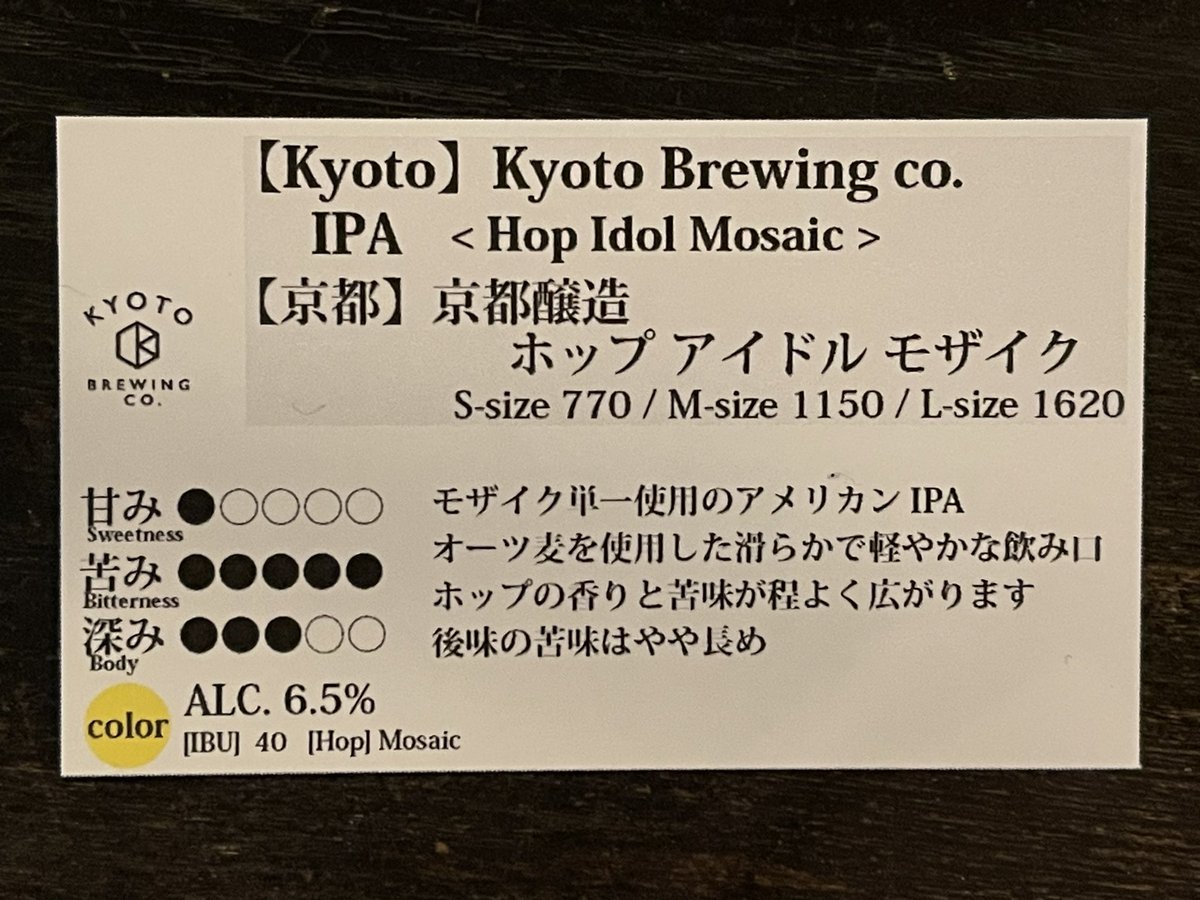 【Kyoto】Kyoto Brewing co.
IPA < Hop Idol Mosaic >
【京都】京都醸造
ホップ アイドル モザイク
S-size 770 / M-size 1150 / L-size 1620
KYOTO
BREWING
CO.
甘み ●○○○○
Sweetness
苦み ●●●●●
Bitterness
深み ●●●○○
Body
color
ALC. 6.5%
[IBU] 40 [Hop] Mosaic
モザイク単一使用のアメリカン IPA
オーツ麦を使用した滑らかで軽やかな飲み口
ホップの香りと苦味が程よく広がります
後味の苦味はやや長め